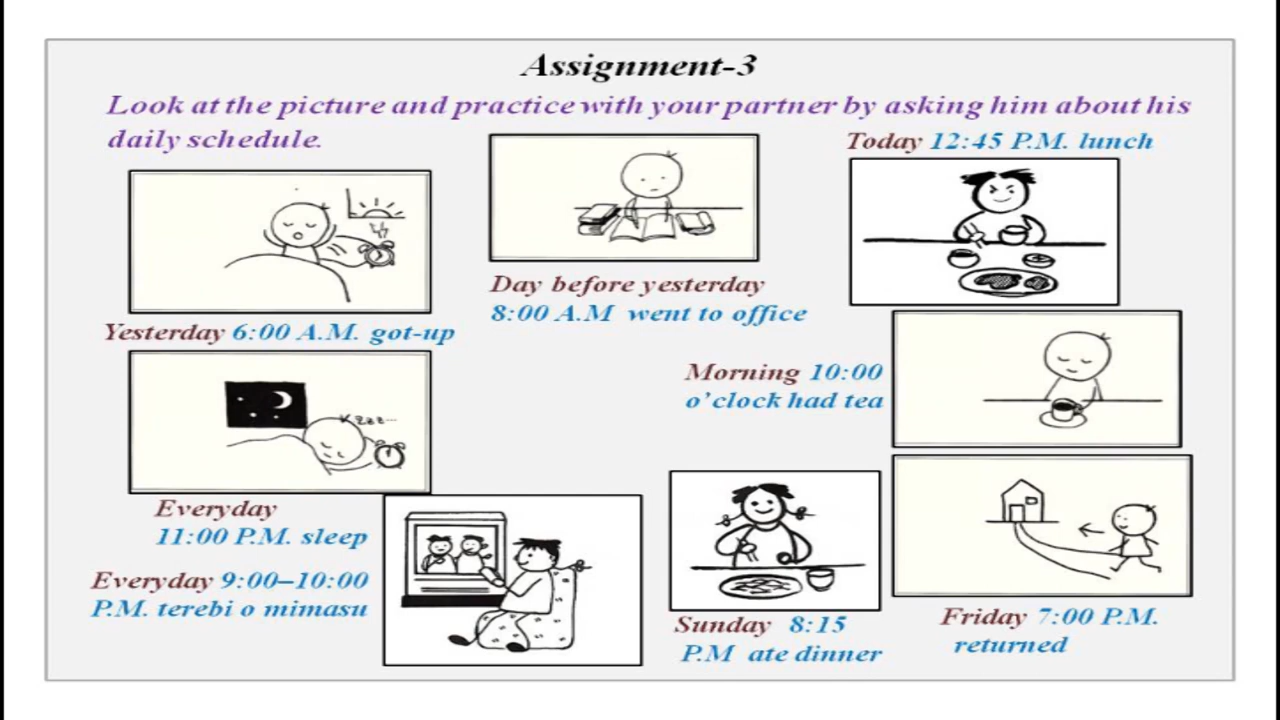 Assignment-3
Look at the picture and practice with your partner by asking him about his
daily schedule.
Today 12:45 P.M. lunch
Day before yesterday
8:00 A.M went to office
Yesterday 6:00 A.M. got-up
Morning 10:00
o'clock had tea
zzz...
Everyday
11:00 P.M. sleep
Everyday 9:00–10:00
P.M. terebi o mimasu
Sunday 8:15
P.M ate dinner
Friday 7:00 P.M.
returned